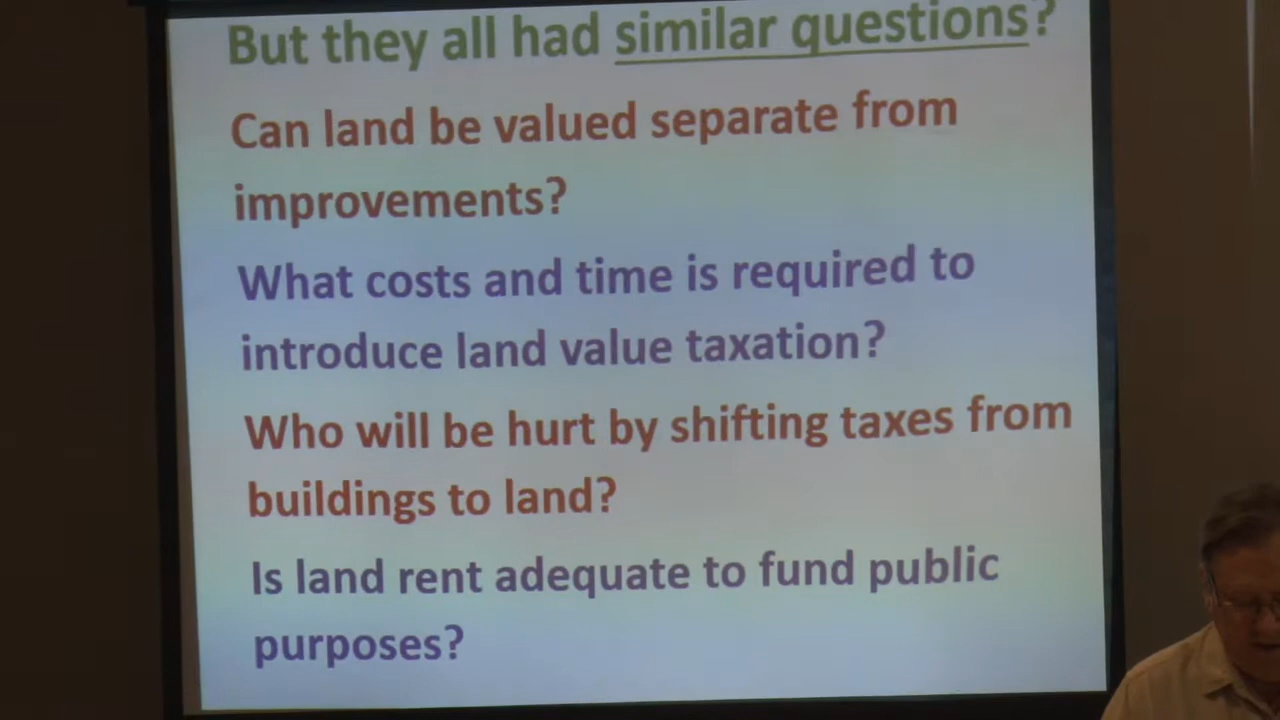 But they all had similar questions?
Can land be valued separate from
improvements?
What costs and time is required to
introduce land value taxation?
Who will be hurt by shifting taxes from
buildings to land?
Is land rent adequate to fund public
purposes?